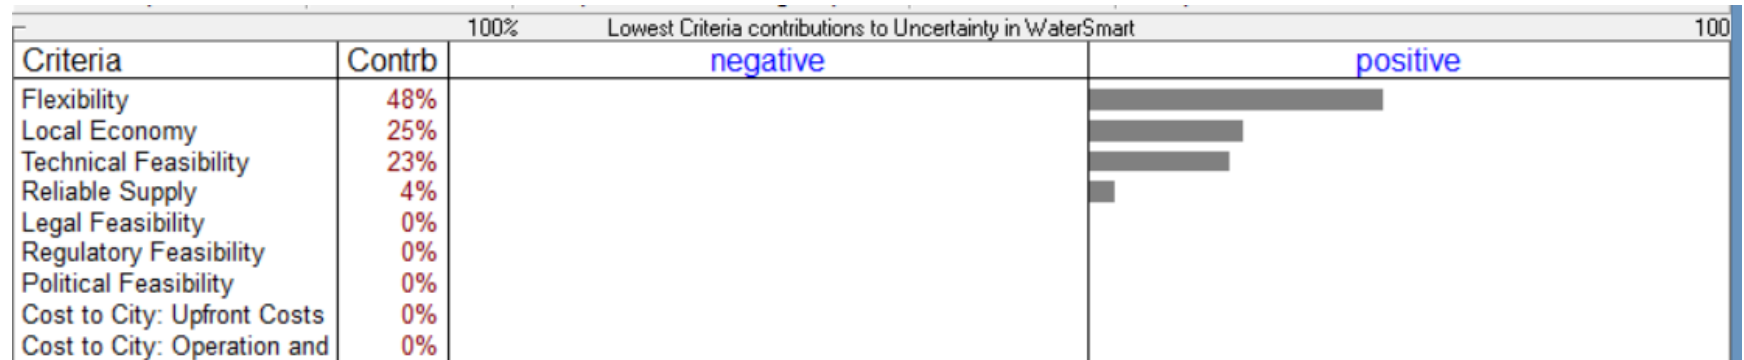 100% Lowest Criteria contributions to Uncertainty in WaterSmart 100
Criteria Contrb negative positive
Flexibility 48%
Local Economy 25%
Technical Feasibility 23%
Reliable Supply 4%
Legal Feasibility 0%
Regulatory Feasibility 0%
Political Feasibility 0%
Cost to City: Upfront Costs 0%
Cost to City: Operation and 0%